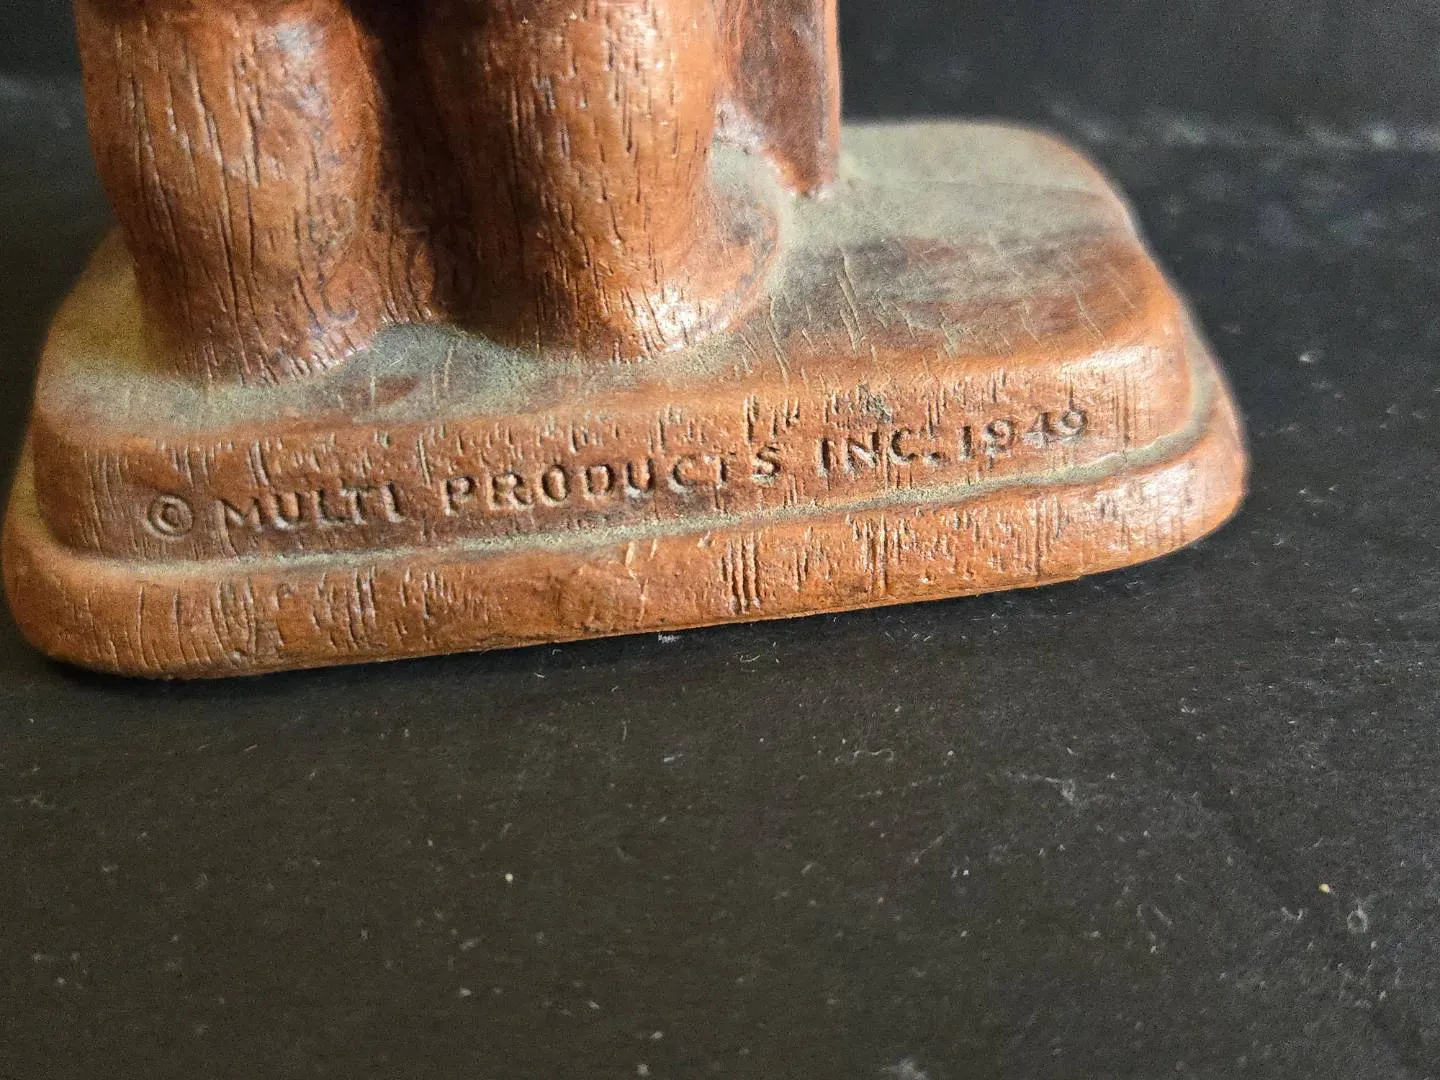 © MULTI PRODUCTS INC. 1949